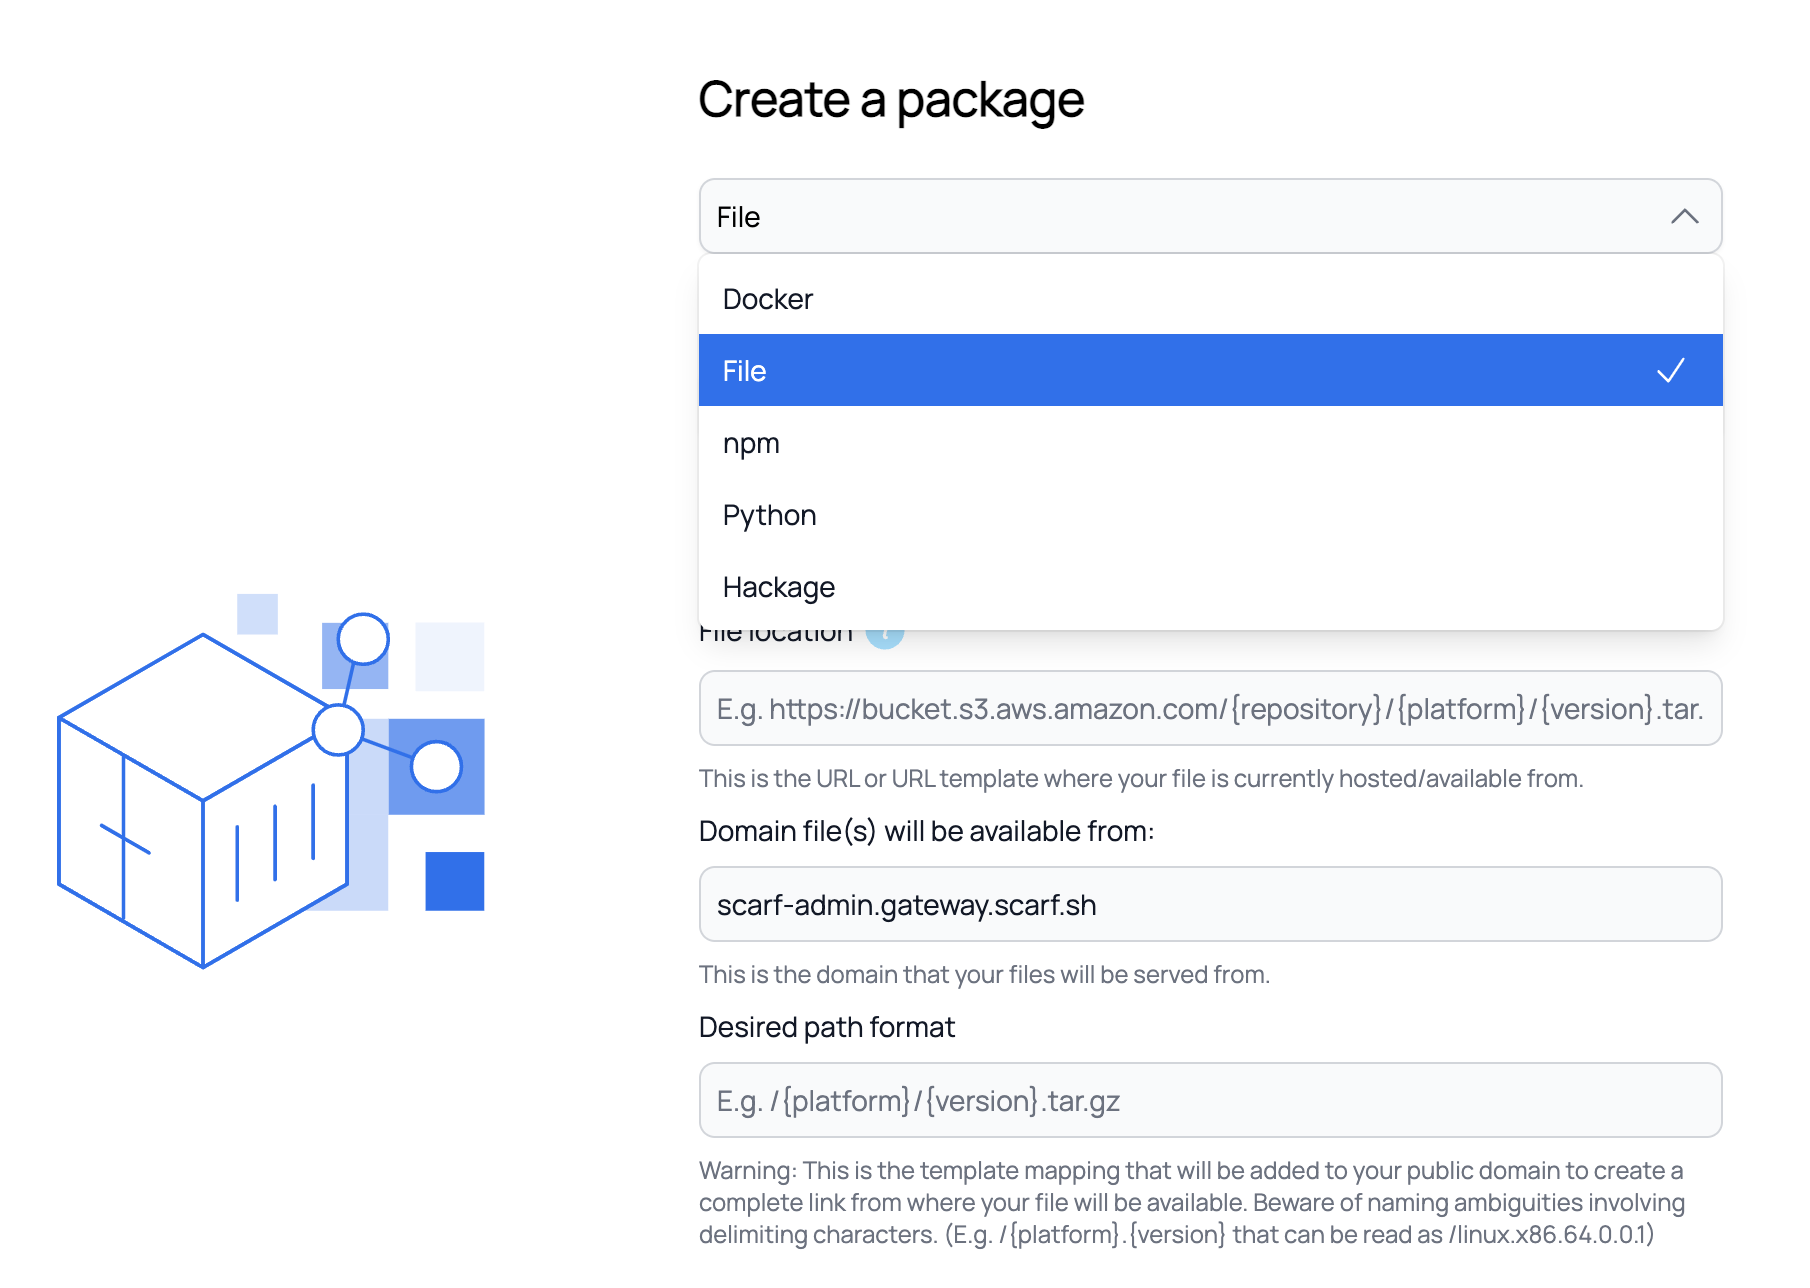 Create a package
File
Docker
File
npm
Python
Hackage
File location
E.g. https://bucket.s3.aws.amazon.com/{repository}/{platform}/{version}.tar.
This is the URL or URL template where your file is currently hosted/available from.
Domain file(s) will be available from:
scarf-admin.gateway.scarf.sh
This is the domain that your files will be served from.
Desired path format
E.g. /{platform}/{version}.tar.gz
Warning: This is the template mapping that will be added to your public domain to create a
complete link from where your file will be available. Beware of naming ambiguities involving
delimiting characters. (E.g. /{platform}.{version} that can be read as /linux.x86.64.0.0.1)